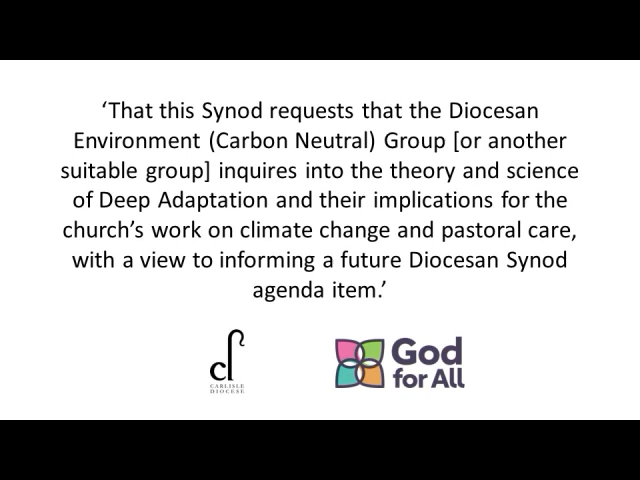 ‘That this Synod requests that the Diocesan
Environment (Carbon Neutral) Group [or another
suitable group] inquires into the theory and science
of Deep Adaptation and their implications for the
church’s work on climate change and pastoral care,
with a view to informing a future Diocesan Synod
agenda item.’
cd
CARLISLE
DIOCESE
God
for All